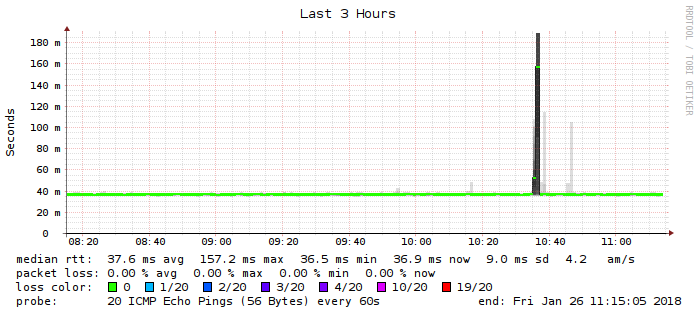 Last 3 Hours
RRDTOOL / TOBI OETIKER
Seconds
180 m
160 m
140 m
120 m
100 m
80 m
60 m
40 m
20 m
0
08:20 08:40 09:00 09:20 09:40 10:00 10:20 10:40 11:00
median rtt: 37.6 ms avg 157.2 ms max 36.5 ms min 36.9 ms now 9.0 ms sd 4.2 am/s
packet loss: 0.00 % avg 0.00 % max 0.00 % min 0.00 % now
loss color: 0 1/20 2/20 3/20 4/20 10/20 19/20
probe: 20 ICMP Echo Pings (56 Bytes) every 60s end: Fri Jan 26 11:15:05 2018